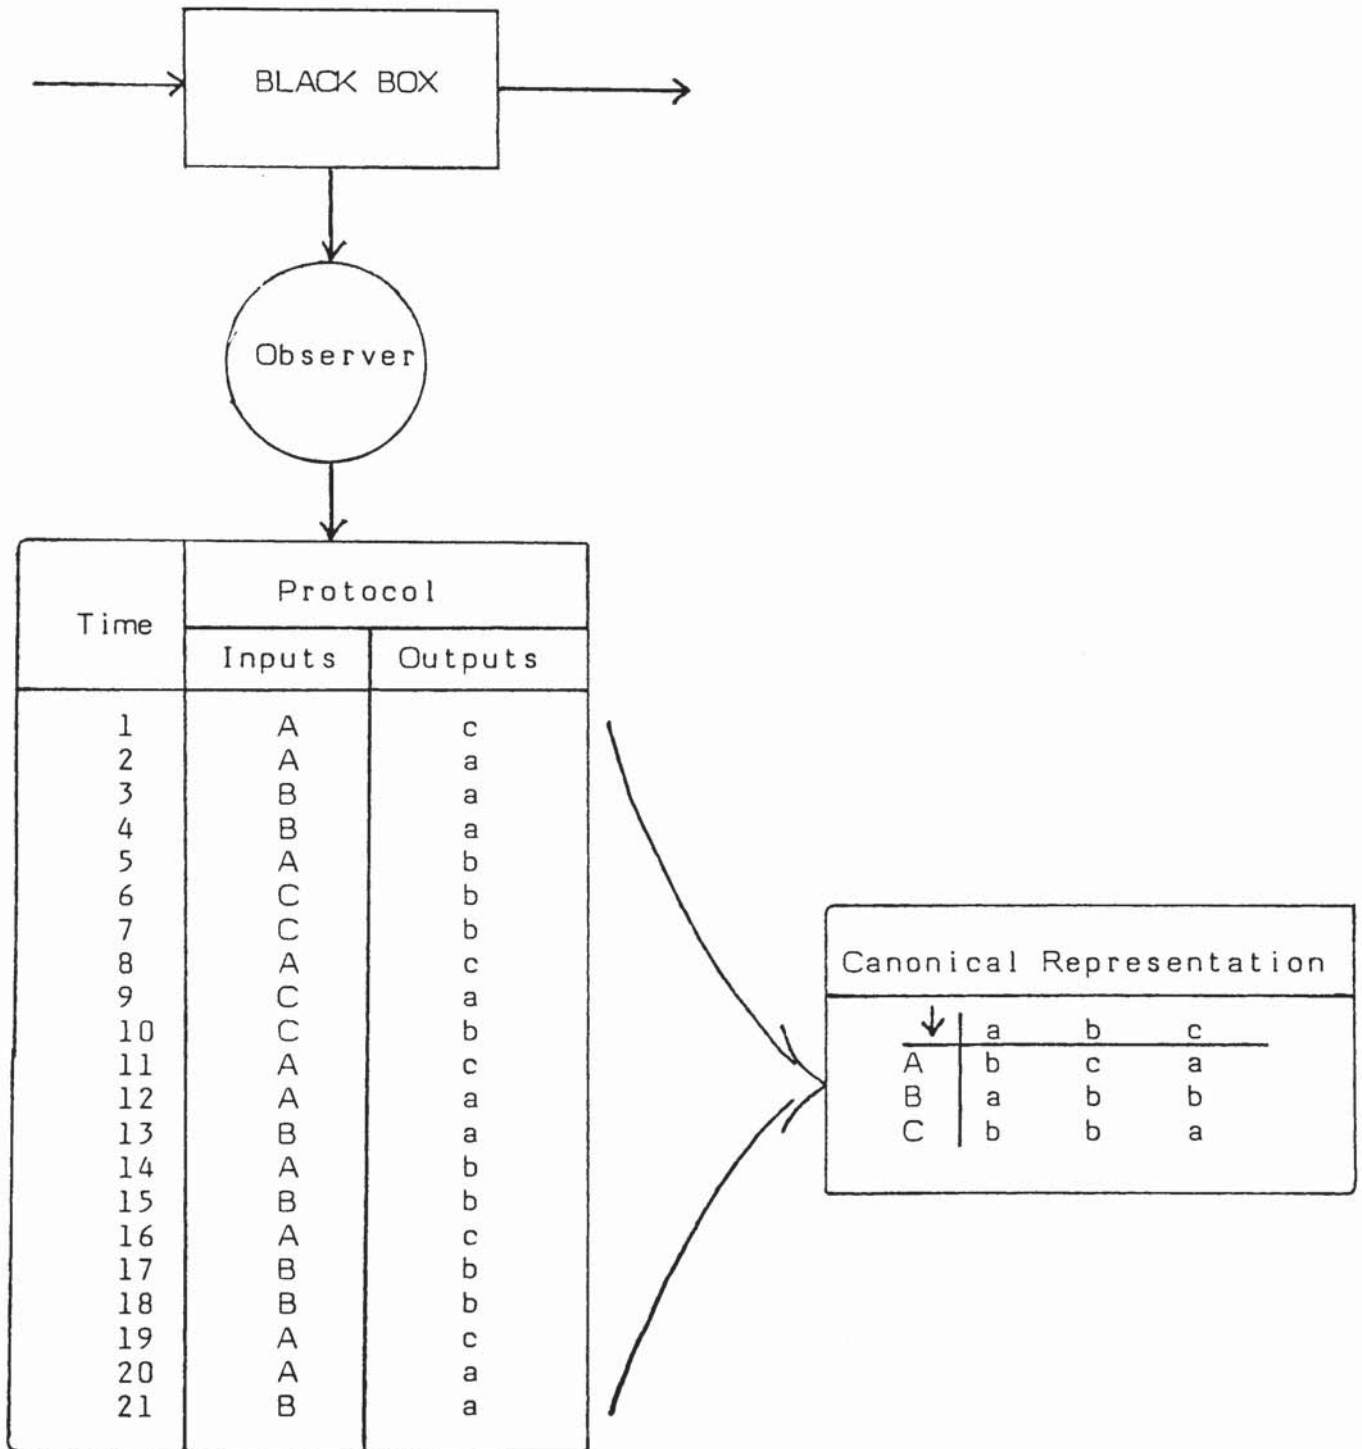 BLACK BOX
Observer
Time
Protocol
Inputs Outputs
1 A c
2 A a
3 B a
4 B a
5 A b
6 C b
7 C b
8 A c
9 C a
10 C b
11 A c
12 A a
13 B a
14 A b
15 B b
16 A c
17 B b
18 B b
19 A c
20 A a
21 B a
Canonical Representation
↓ a b c
A b c a
B a b b
C b b a